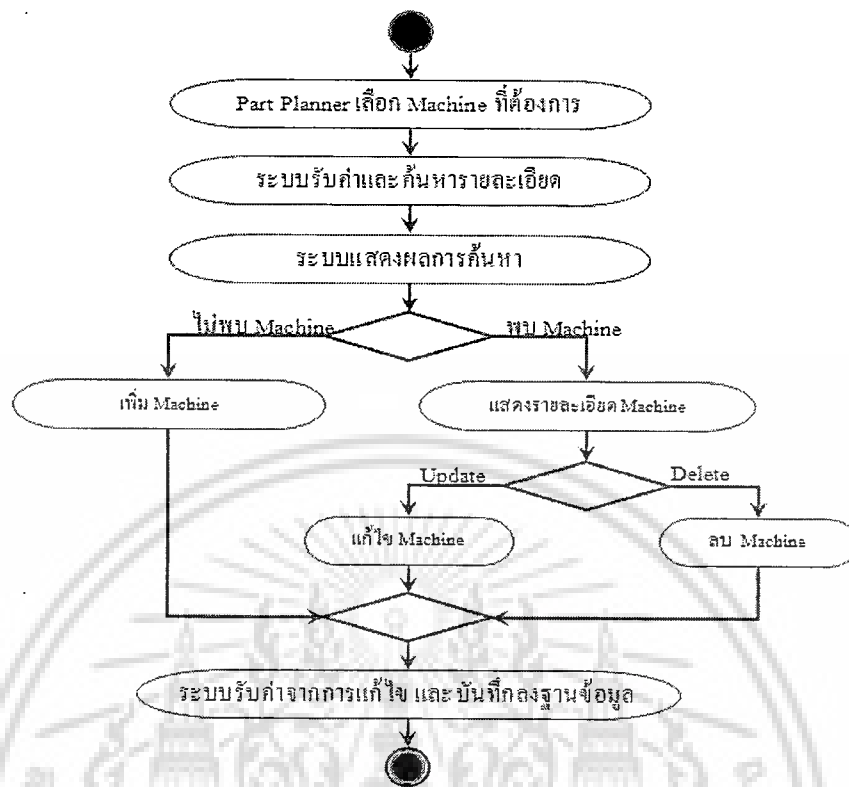 Part Planner เลือก Machine ที่ต้องการ
ระบบรับค่าและค้นหารายละเอียด
ระบบแสดงผลการค้นหา
ไม่พบ Machine
พบ Machine
เพิ่ม Machine
แสดงรายละเอียด Machine
Update
Delete
แก้ไข Machine
ลบ Machine
ระบบรับค่าจากการแก้ไข และบันทึกลงฐานข้อมูล